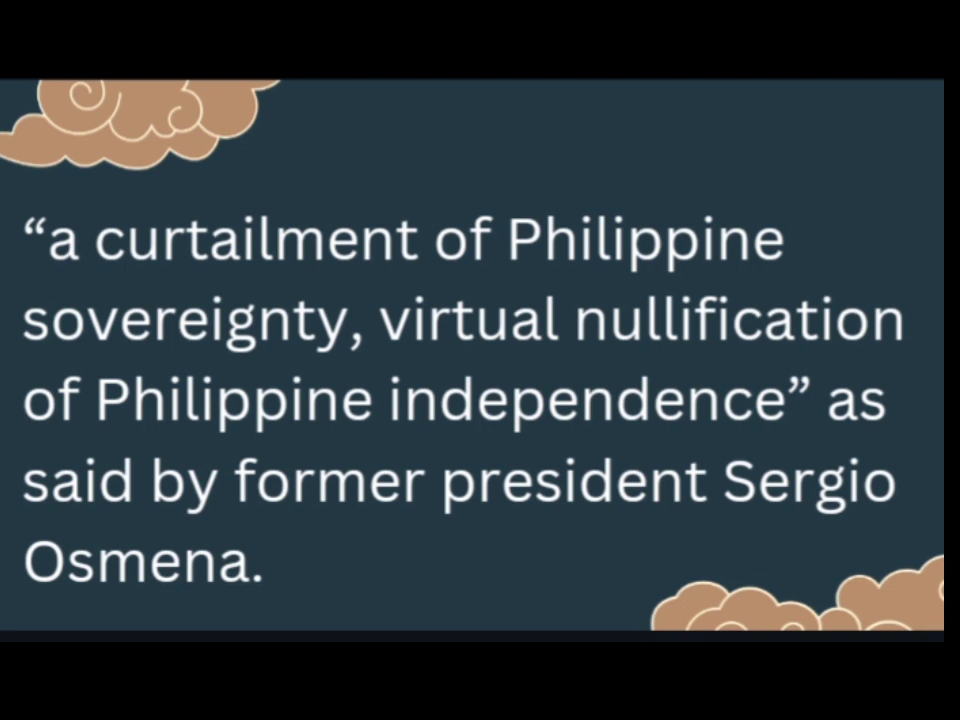 “a curtailment of Philippine
sovereignty, virtual nullification
of Philippine independence” as
said by former president Sergio
Osmena.